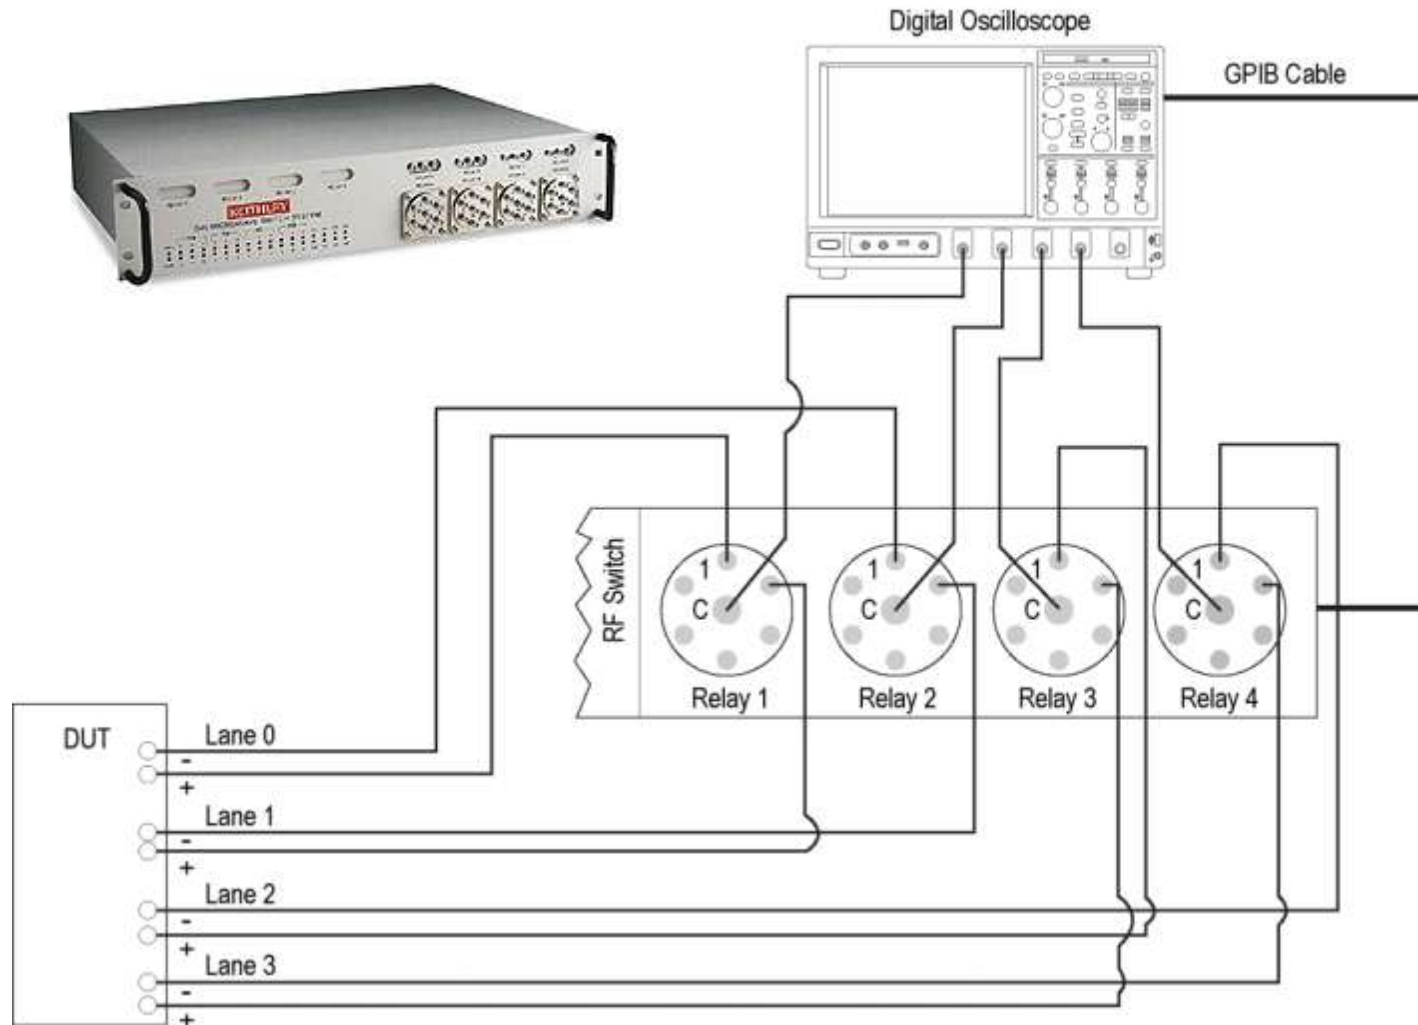 Digital Oscilloscope
GPIB Cable
KEITHLEY
RF Switch
1
C
Relay 1
1
C
Relay 2
1
C
Relay 3
1
C
Relay 4
DUT
Lane 0
-
+
Lane 1
-
+
Lane 2
-
+
Lane 3
-
+